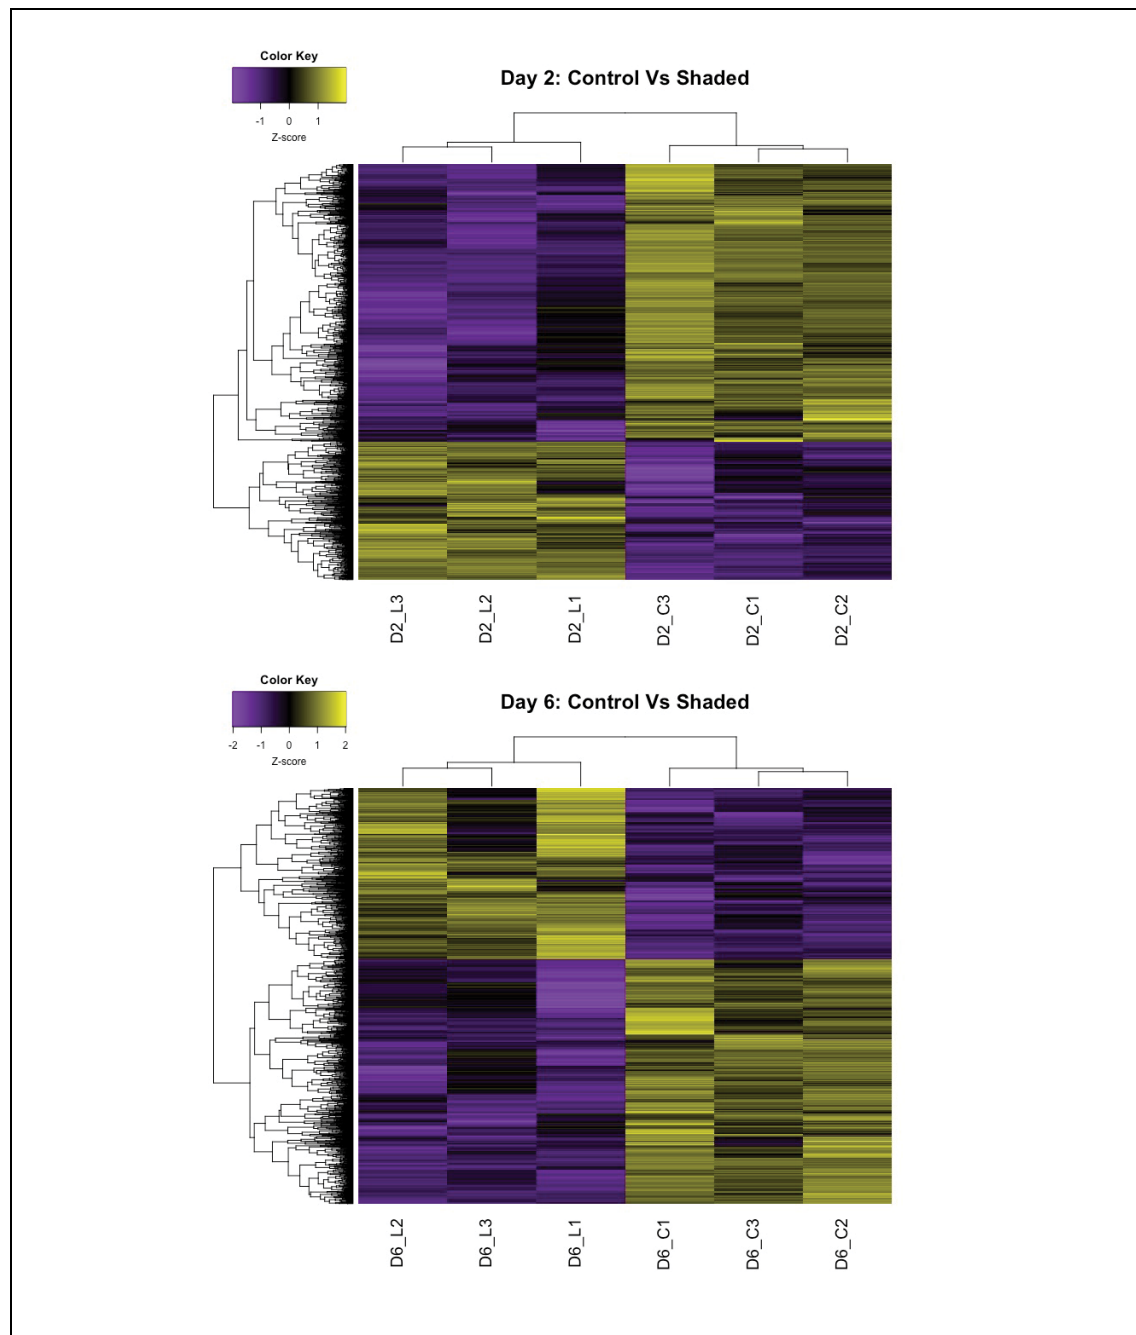 Color Key
Day 2: Control Vs Shaded
-1 0 1
Z-score
D2_L3 D2_L2 D2_L1 D2_C3 D2_C1 D2_C2
Color Key
Day 6: Control Vs Shaded
-2 -1 0 1 2
Z-score
D6_L2 D6_L3 D6_L1 D6_C1 D6_C3 D6_C2